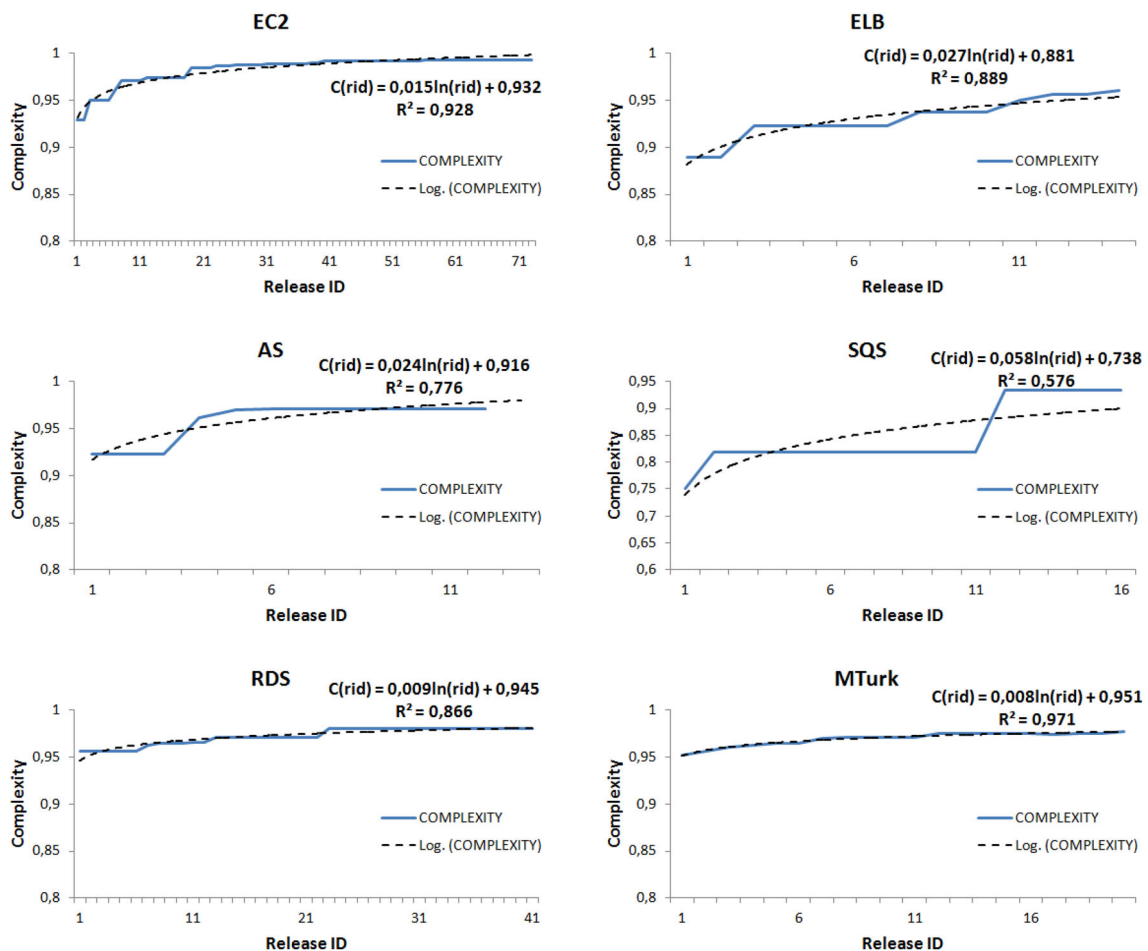 EC2
C(rid) = 0,015ln(rid) + 0,932
R² = 0,928
Complexity
1
0,95
0,9
0,85
0,8
COMPLEXITY
Log. (COMPLEXITY)
1 11 21 31 41 51 61 71
Release ID
ELB
C(rid) = 0,027ln(rid) + 0,881
R² = 0,889
Complexity
1
0,95
0,9
0,85
0,8
COMPLEXITY
Log. (COMPLEXITY)
1 6 11
Release ID
AS
C(rid) = 0,024ln(rid) + 0,916
R² = 0,776
Complexity
1
0,95
0,9
0,85
0,8
COMPLEXITY
Log. (COMPLEXITY)
1 6 11
Release ID
SQS
C(rid) = 0,058ln(rid) + 0,738
R² = 0,576
Complexity
0,95
0,9
0,85
0,8
0,75
0,7
0,65
0,6
COMPLEXITY
Log. (COMPLEXITY)
1 6 11 16
Release ID
RDS
C(rid) = 0,009ln(rid) + 0,945
R² = 0,866
Complexity
1
0,95
0,9
0,85
0,8
COMPLEXITY
Log. (COMPLEXITY)
1 11 21 31 41
Release ID
MTurk
C(rid) = 0,008ln(rid) + 0,951
R² = 0,971
Complexity
1
0,95
0,9
0,85
0,8
COMPLEXITY
Log. (COMPLEXITY)
1 6 11 16
Release ID